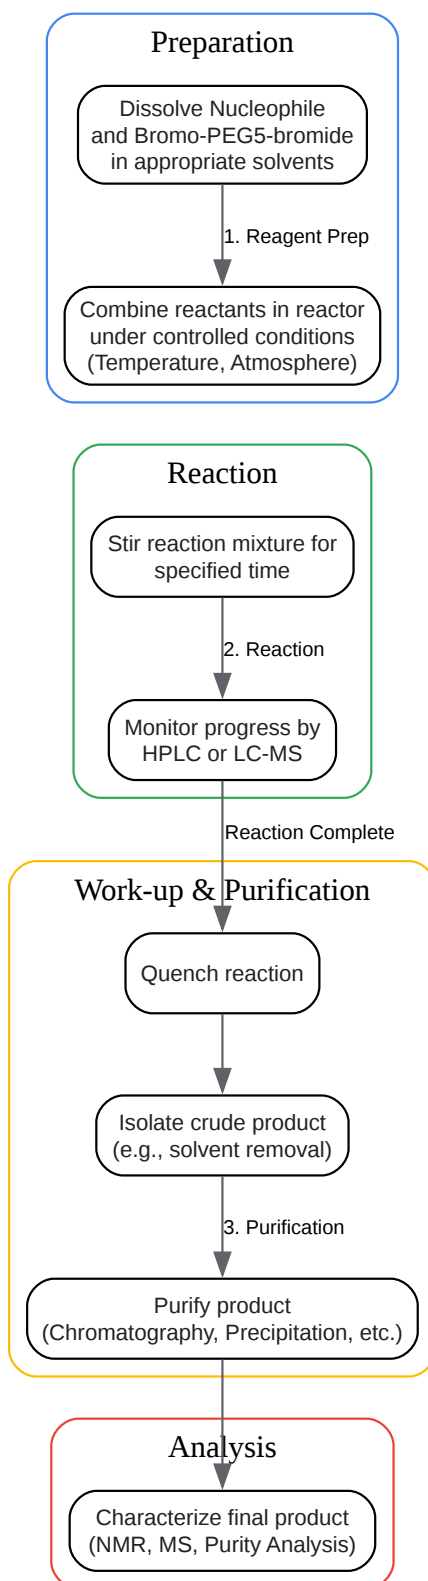 Preparation
Dissolve Nucleophile
and Bromo-PEG5-bromide
in appropriate solvents
1. Reagent Prep
Combine reactants in reactor
under controlled conditions
(Temperature, Atmosphere)
Reaction
Stir reaction mixture for
specified time
2. Reaction
Monitor progress by
HPLC or LC-MS
Reaction Complete
Work-up & Purification
Quench reaction
Isolate crude product
(e.g., solvent removal)
3. Purification
Purify product
(Chromatography, Precipitation, etc.)
Analysis
Characterize final product
(NMR, MS, Purity Analysis)